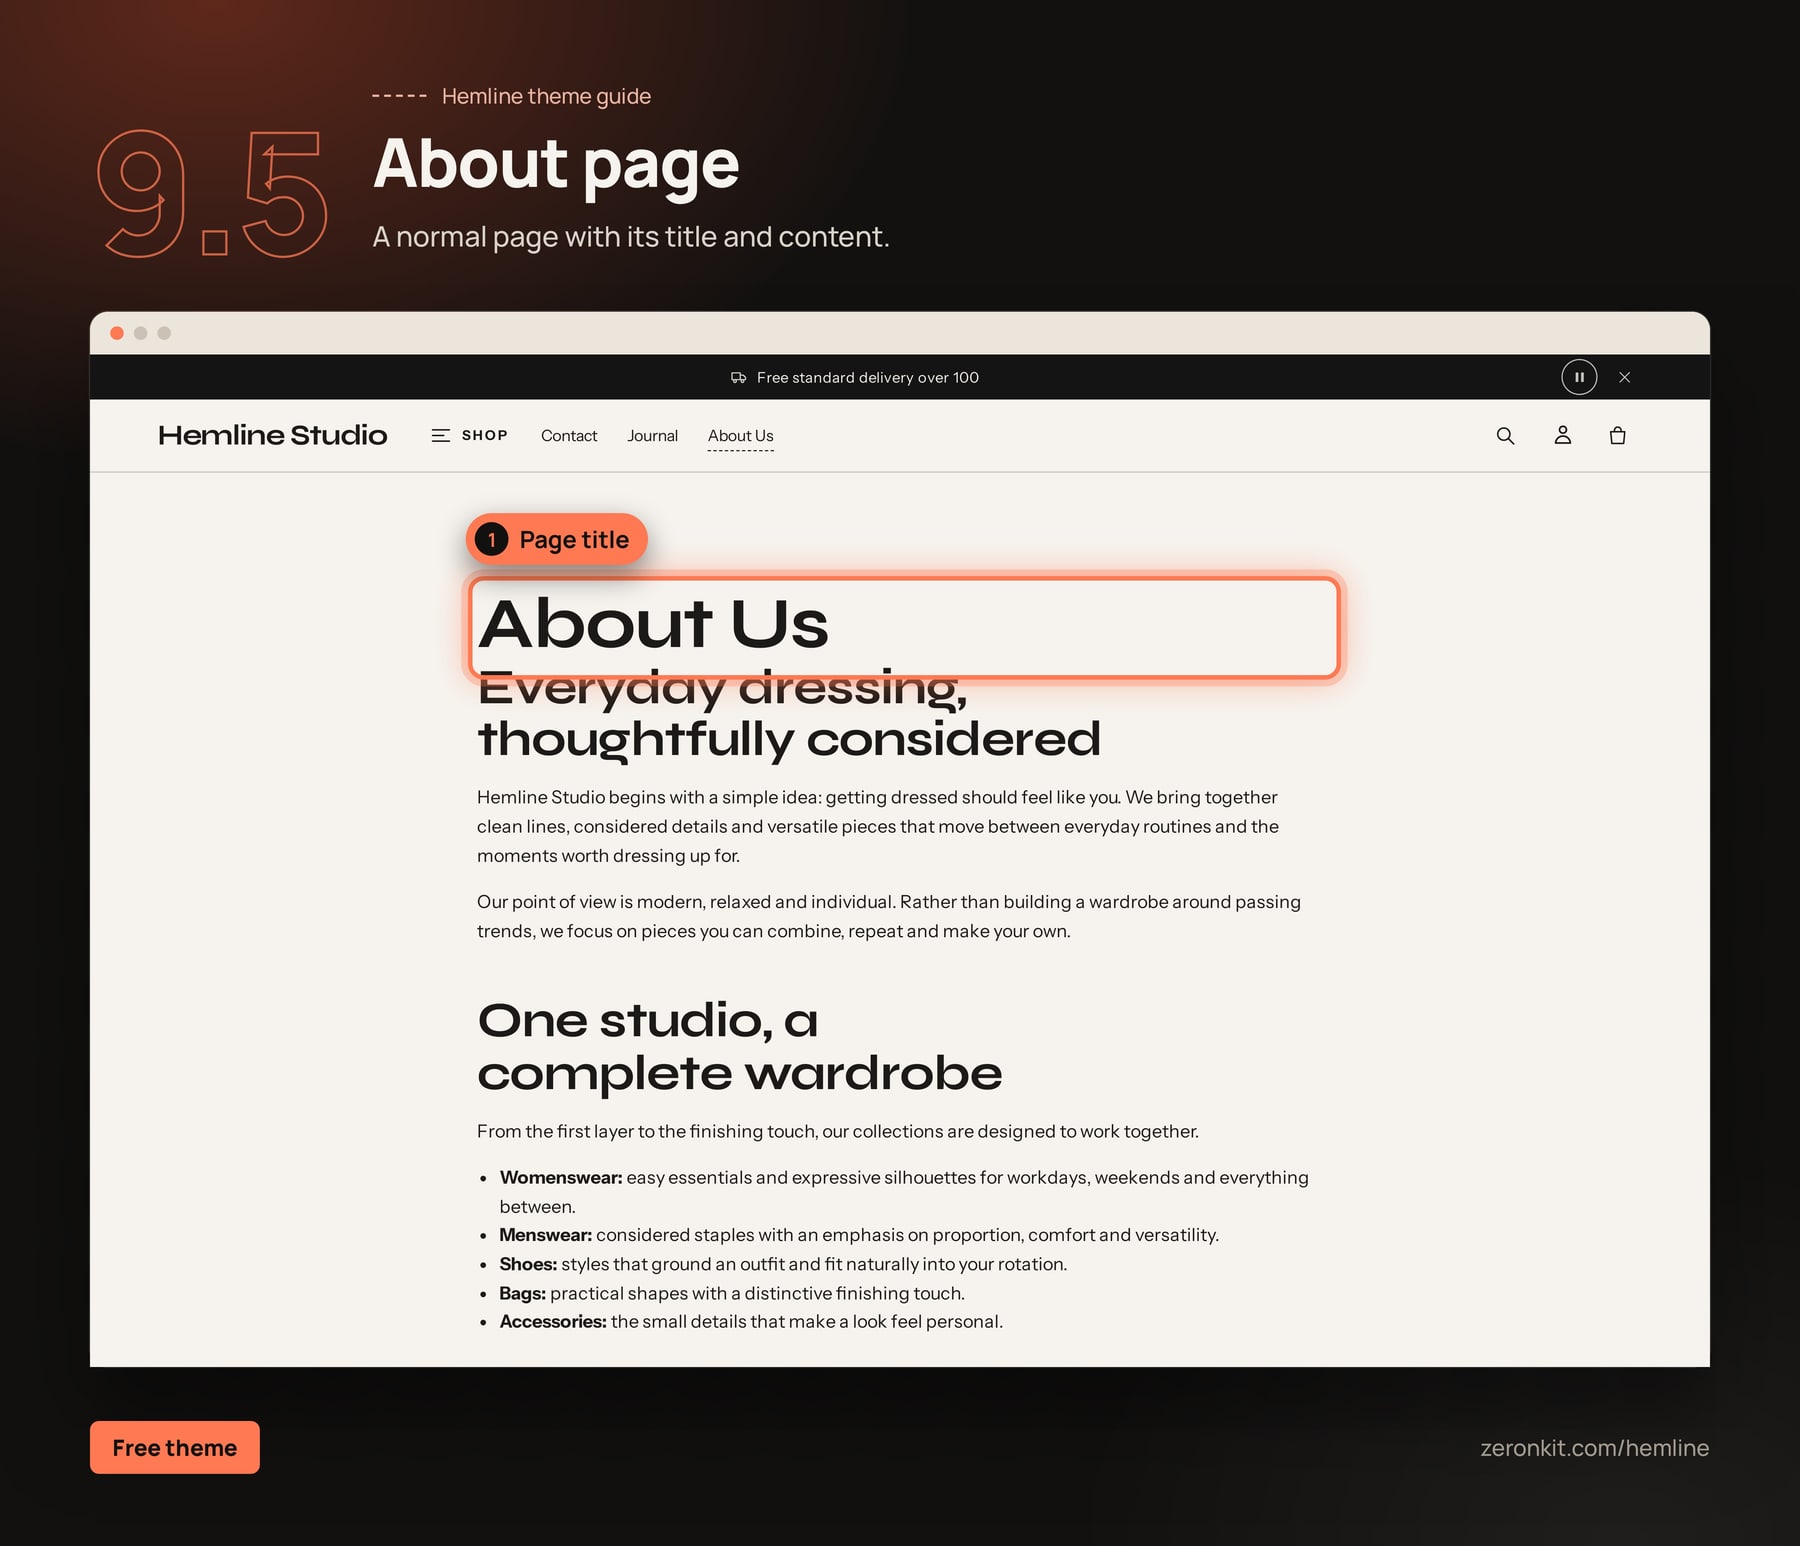 Hemline theme guide
9.5
About page
A normal page with its title and content.
Free standard delivery over 100
Hemline Studio
SHOP
Contact
Journal
About Us
1 Page title
About Us
Everyday dressing,
thoughtfully considered
Hemline Studio begins with a simple idea: getting dressed should feel like you. We bring together
clean lines, considered details and versatile pieces that move between everyday routines and the
moments worth dressing up for.
Our point of view is modern, relaxed and individual. Rather than building a wardrobe around passing
trends, we focus on pieces you can combine, repeat and make your own.
One studio, a
complete wardrobe
From the first layer to the finishing touch, our collections are designed to work together.
• Womenswear: easy essentials and expressive silhouettes for workdays, weekends and everything
between.
• Menswear: considered staples with an emphasis on proportion, comfort and versatility.
• Shoes: styles that ground an outfit and fit naturally into your rotation.
• Bags: practical shapes with a distinctive finishing touch.
• Accessories: the small details that make a look feel personal.
Free theme
zeronkit.com/hemline